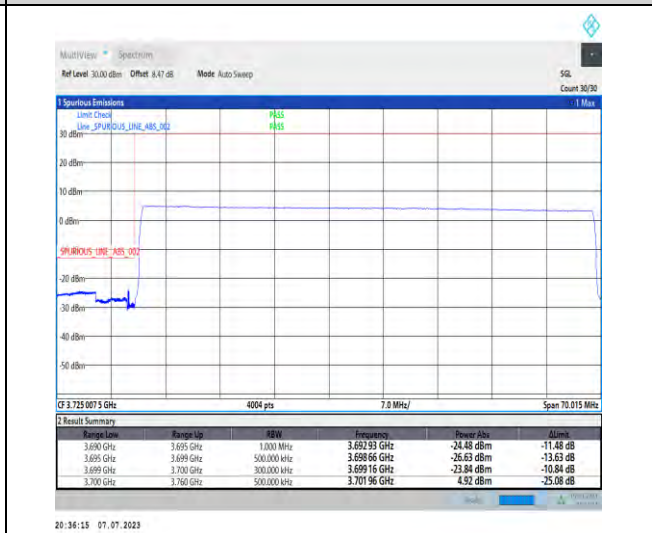 MultiView Spectrum
Ref Level 30.00 dBm Offset 8.47 dB Mode Auto Sweep SGL
Count 30/30
1 Spurious Emissions 1 Max
Limit Check PASS
Line _SPURIOUS_LINE_ABS_002 PASS
30 dBm
20 dBm
10 dBm
0 dBm
SPURIOUS_LINE_ABS_002
-20 dBm
-30 dBm
-40 dBm
-50 dBm
CF 3.725 007 5 GHz 4004 pts 7.0 MHz/ Span 70.015 MHz
2 Result Summary
Range Low Range Up RBW Frequency Power Abs ΔLimit
3.690 GHz 3.695 GHz 1.000 MHz 3.692 93 GHz -24.48 dBm -11.48 dB
3.695 GHz 3.699 GHz 500.000 kHz 3.698 66 GHz -26.63 dBm -13.63 dB
3.699 GHz 3.700 GHz 300.000 kHz 3.699 16 GHz -23.84 dBm -10.84 dB
3.700 GHz 3.760 GHz 500.000 kHz 3.701 96 GHz 4.92 dBm -25.08 dB
20:36:15 07.07.2023